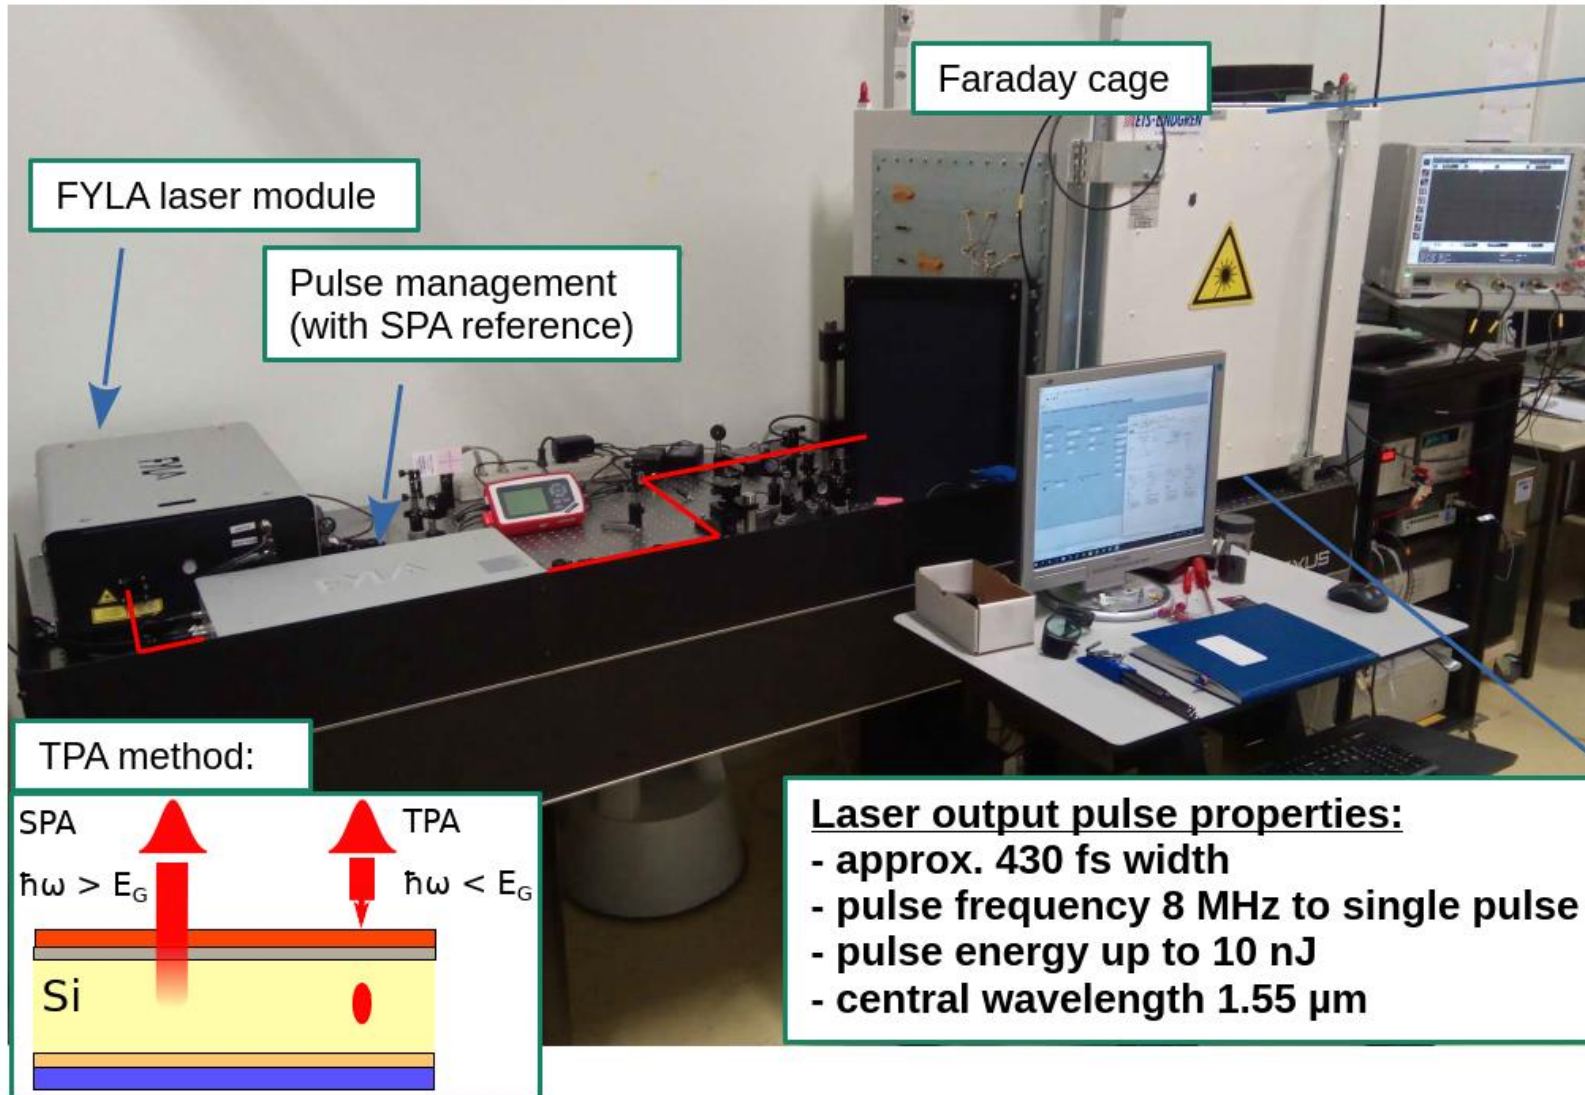 Faraday cage
ETS-LINDGREN
FYLA laser module
Pulse management
(with SPA reference)
FYLA
FYLA
TPA method:
SPA
TPA
ħω > E_G
ħω < E_G
Si
Laser output pulse properties:
- approx. 430 fs width
- pulse frequency 8 MHz to single pulse
- pulse energy up to 10 nJ
- central wavelength 1.55 µm